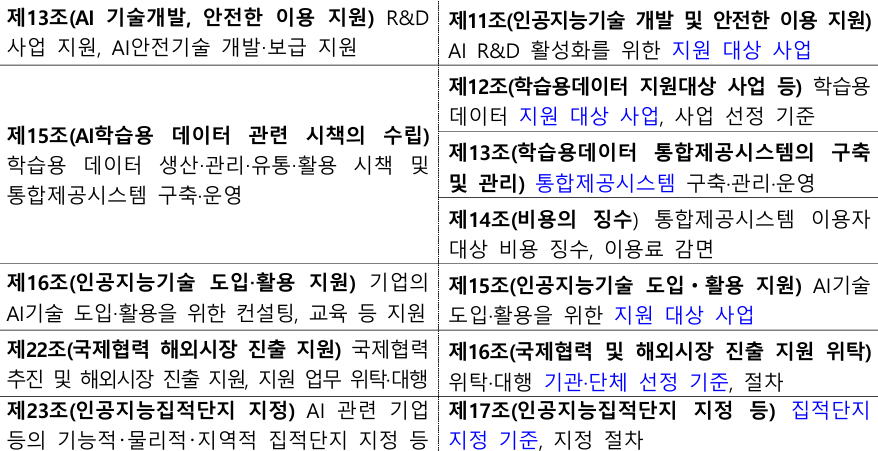 제13조(AI 기술개발, 안전한 이용 지원) R&D
사업 지원, AI안전기술 개발·보급 지원
제11조(인공지능기술 개발 및 안전한 이용 지원)
AI R&D 활성화를 위한 지원 대상 사업
제15조(AI학습용 데이터 관련 시책의 수립)
학습용 데이터 생산·관리·유통·활용 시책 및
통합제공시스템 구축·운영
제12조(학습용데이터 지원대상 사업 등) 학습용
데이터 지원 대상 사업, 사업 선정 기준
제13조(학습용데이터 통합제공시스템의 구축
및 관리) 통합제공시스템 구축·관리·운영
제14조(비용의 징수) 통합제공시스템 이용자
대상 비용 징수, 이용료 감면
제16조(인공지능기술 도입·활용 지원) 기업의
AI기술 도입·활용을 위한 컨설팅, 교육 등 지원
제15조(인공지능기술 도입・활용 지원) AI기술
도입·활용을 위한 지원 대상 사업
제22조(국제협력 해외시장 진출 지원) 국제협력
추진 및 해외시장 진출 지원, 지원 업무 위탁·대행
제16조(국제협력 및 해외시장 진출 지원 위탁)
위탁·대행 기관·단체 선정 기준, 절차
제23조(인공지능집적단지 지정) AI 관련 기업
등의 기능적·물리적·지역적 집적단지 지정 등
제17조(인공지능집적단지 지정 등) 집적단지
지정 기준, 지정 절차